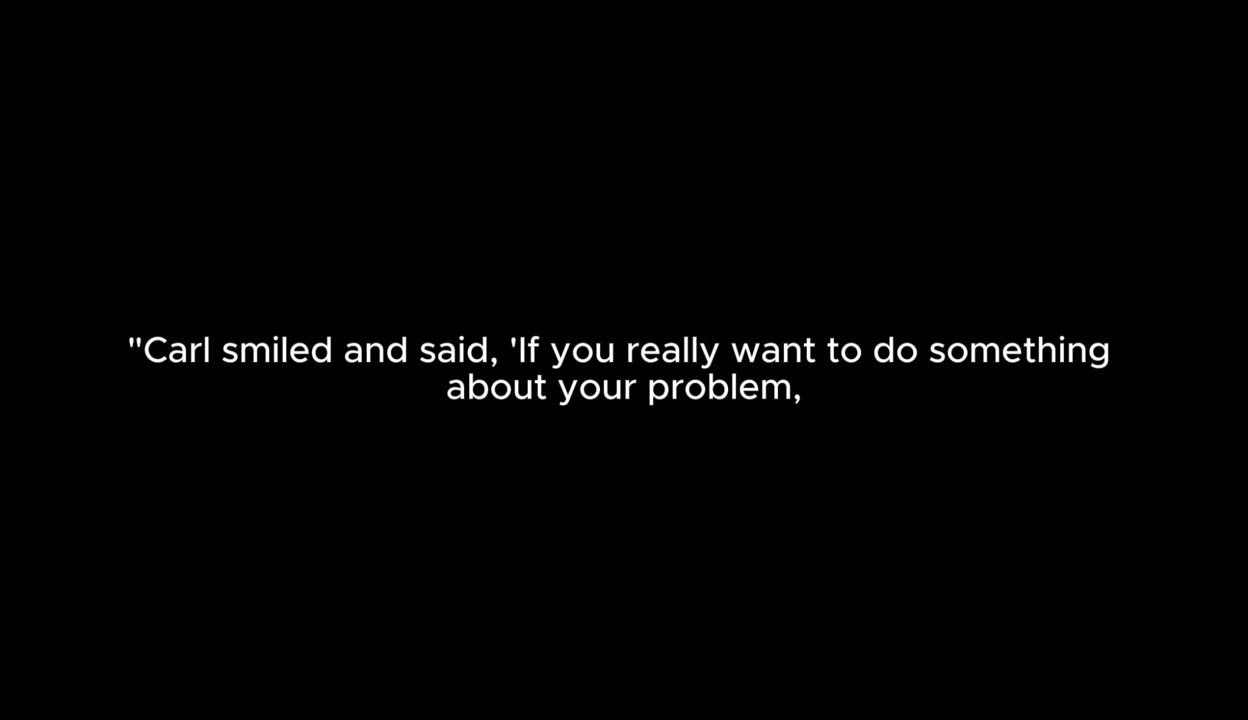 "Carl smiled and said, 'If you really want to do something
about your problem,